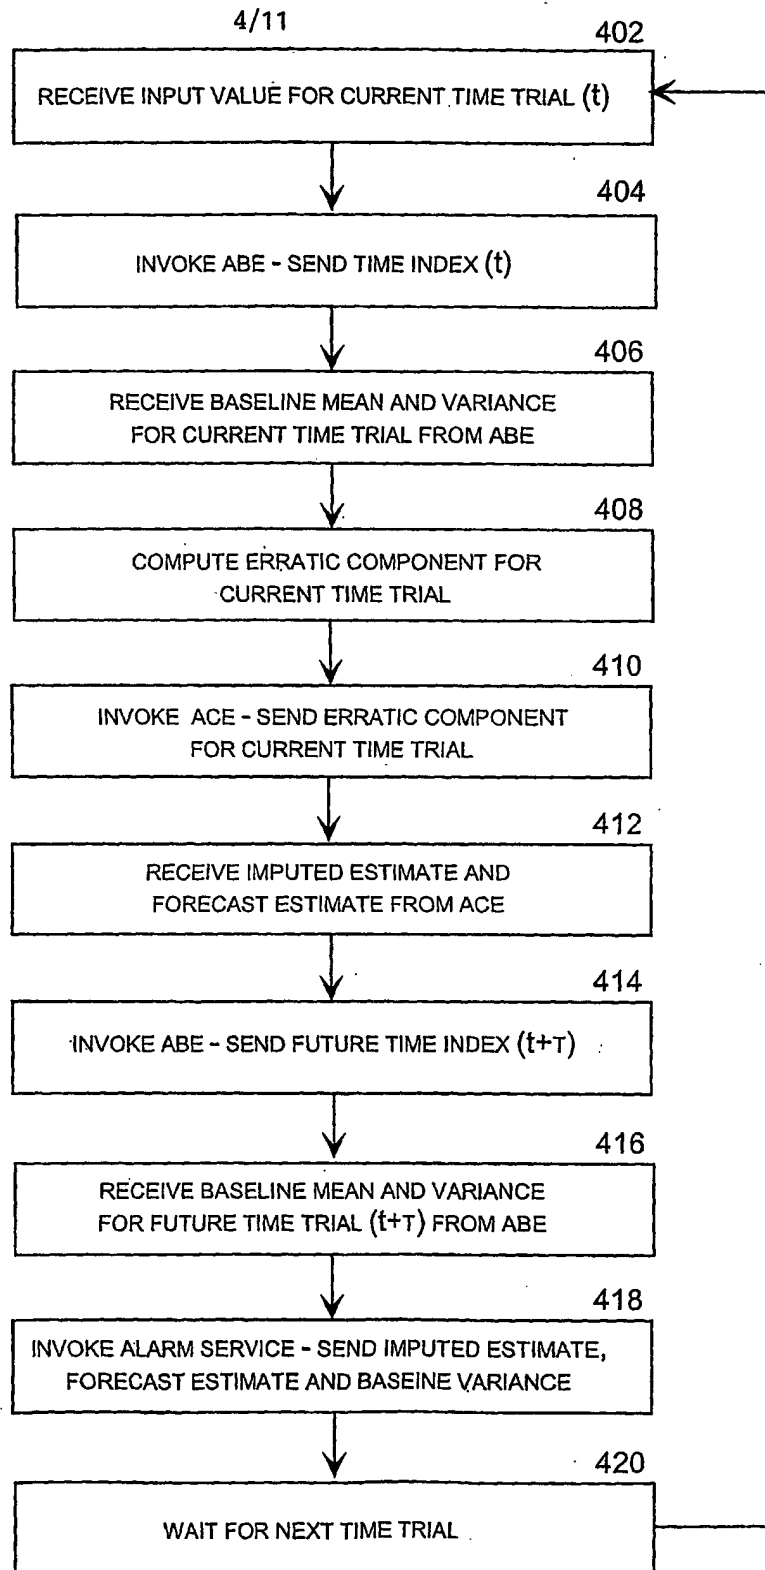 4/11
402
RECEIVE INPUT VALUE FOR CURRENT TIME TRIAL (t)
404
INVOKE ABE - SEND TIME INDEX (t)
406
RECEIVE BASELINE MEAN AND VARIANCE
FOR CURRENT TIME TRIAL FROM ABE
408
COMPUTE ERRATIC COMPONENT FOR
CURRENT TIME TRIAL
410
INVOKE ACE - SEND ERRATIC COMPONENT
FOR CURRENT TIME TRIAL
412
RECEIVE IMPUTED ESTIMATE AND
FORECAST ESTIMATE FROM ACE
414
INVOKE ABE - SEND FUTURE TIME INDEX (t+τ)
416
RECEIVE BASELINE MEAN AND VARIANCE
FOR FUTURE TIME TRIAL (t+τ) FROM ABE
418
INVOKE ALARM SERVICE - SEND IMPUTED ESTIMATE,
FORECAST ESTIMATE AND BASEINE VARIANCE
420
WAIT FOR NEXT TIME TRIAL